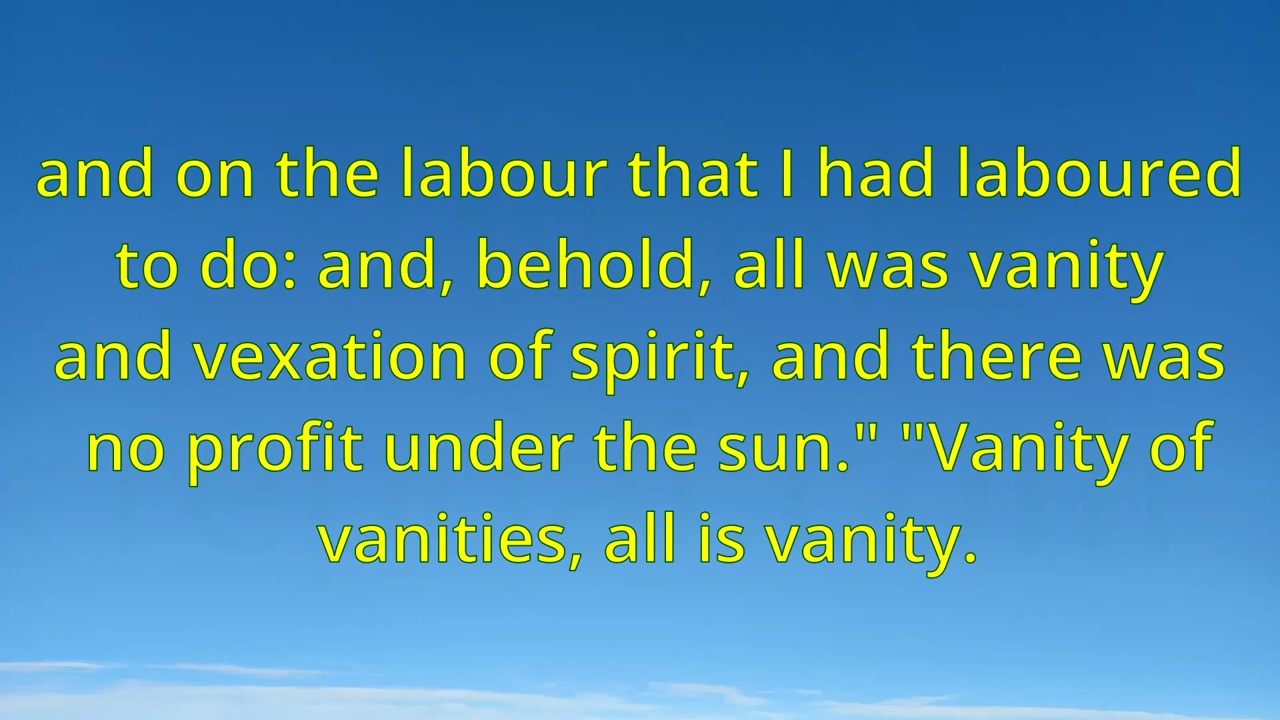 and on the labour that I had laboured
to do: and, behold, all was vanity
and vexation of spirit, and there was
no profit under the sun." "Vanity of
vanities, all is vanity.